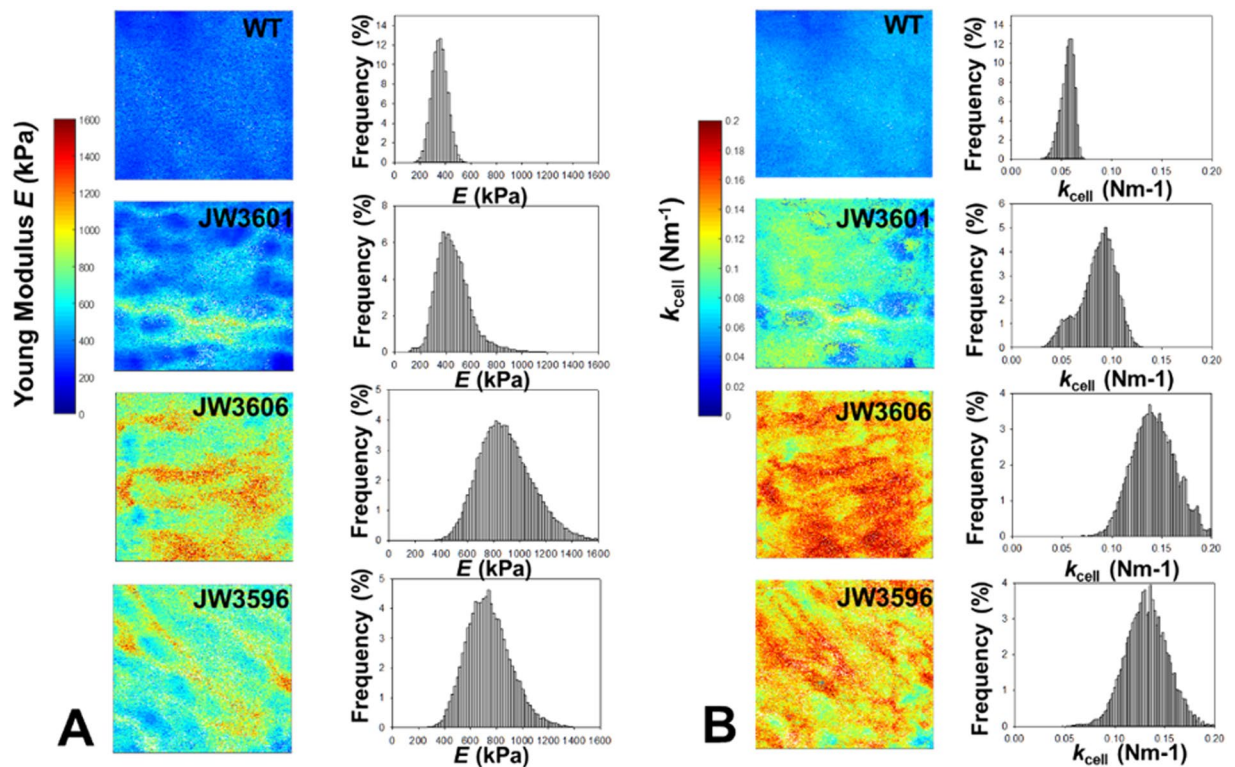 A
Young Modulus E (kPa)
1600
1400
1200
1000
800
600
400
200
0
WT
Frequency (%)
14
12
10
8
6
4
2
0
0 200 400 600 800 1000 1200 1400 1600
E (kPa)
JW3601
Frequency (%)
8
6
4
2
0
0 200 400 600 800 1000 1200 1400 1600
E (kPa)
JW3606
Frequency (%)
5
4
3
2
1
0
0 200 400 600 800 1000 1200 1400 1600
E (kPa)
JW3596
Frequency (%)
5
4
3
2
1
0
0 200 400 600 800 1000 1200 1400 1600
E (kPa)
B
kcell (Nm-1)
0.2
0.18
0.16
0.14
0.12
0.1
0.08
0.06
0.04
0.02
0
WT
Frequency (%)
14
12
10
8
6
4
2
0
0.00 0.05 0.10 0.15 0.20
kcell (Nm-1)
JW3601
Frequency (%)
6
5
4
3
2
1
0
0.00 0.05 0.10 0.15 0.20
kcell (Nm-1)
JW3606
Frequency (%)
4
3
2
1
0
0.00 0.05 0.10 0.15 0.20
kcell (Nm-1)
JW3596
Frequency (%)
4
3
2
1
0
0.00 0.05 0.10 0.15 0.20
kcell (Nm-1)